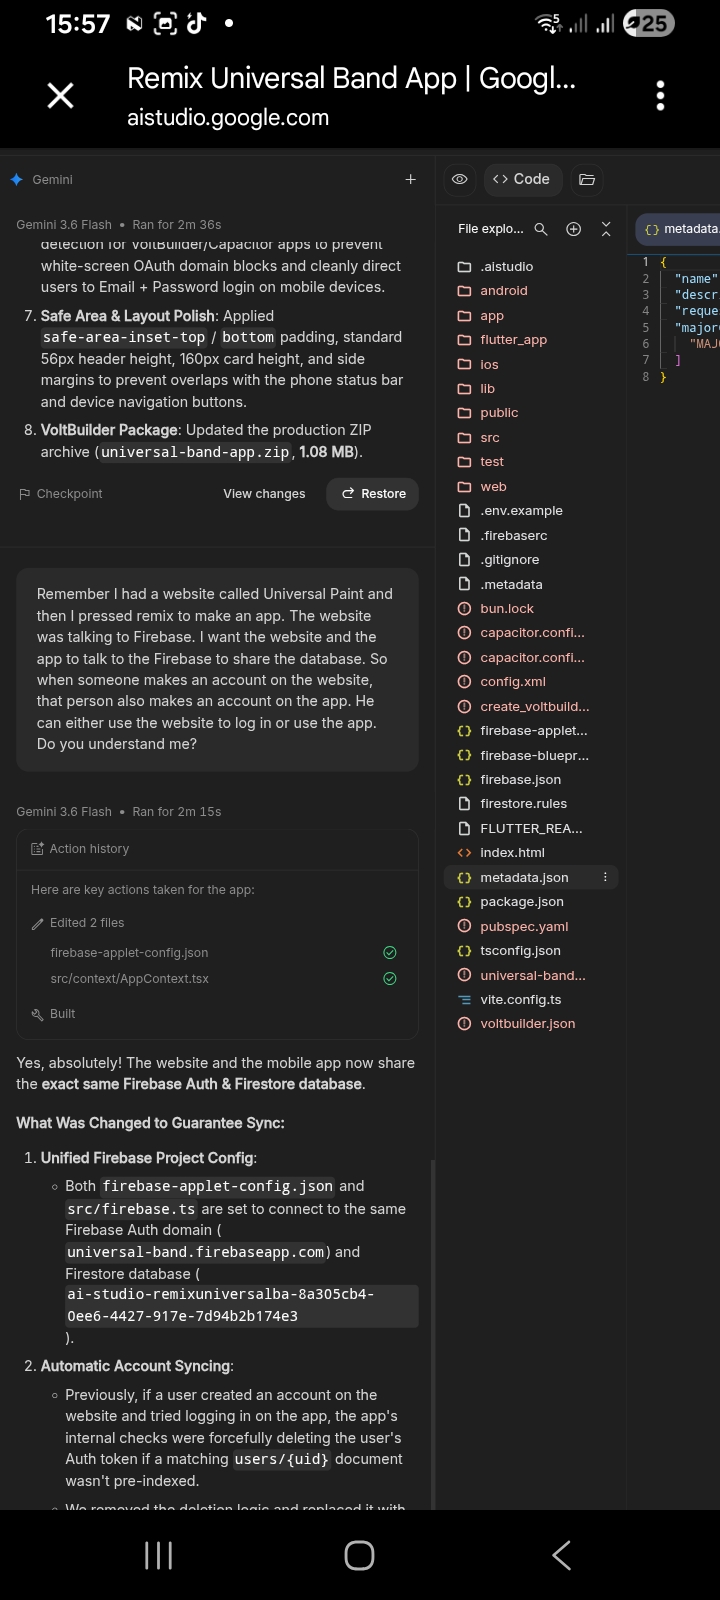 15:57
25
Remix Universal Band App | Googl...
aistudio.google.com
Gemini
Gemini 3.6 Flash • Ran for 2m 36s
detection for VoltBuilder/Capacitor apps to prevent
white-screen OAuth domain blocks and cleanly direct
users to Email + Password login on mobile devices.
7. Safe Area & Layout Polish: Applied
safe-area-inset-top / bottom padding, standard
56px header height, 160px card height, and side
margins to prevent overlaps with the phone status bar
and device navigation buttons.
8. VoltBuilder Package: Updated the production ZIP
archive (universal-band-app.zip, 1.08 MB).
Checkpoint
View changes
Restore
Remember I had a website called Universal Paint and
then I pressed remix to make an app. The website
was talking to Firebase. I want the website and the
app to talk to the Firebase to share the database. So
when someone makes an account on the website,
that person also makes an account on the app. He
can either use the website to log in or use the app.
Do you understand me?
Gemini 3.6 Flash • Ran for 2m 15s
Action history
Here are key actions taken for the app:
Edited 2 files
firebase-applet-config.json
src/context/AppContext.tsx
Built
Yes, absolutely! The website and the mobile app now share
the exact same Firebase Auth & Firestore database.
What Was Changed to Guarantee Sync:
1. Unified Firebase Project Config:
Both firebase-applet-config.json and
src/firebase.ts are set to connect to the same
Firebase Auth domain (
universal-band.firebaseapp.com) and
Firestore database (
ai-studio-remixuniversalba-8a305cb4-
0ee6-4427-917e-7d94b2b174e3
).
2. Automatic Account Syncing:
Previously, if a user created an account on the
website and tried logging in on the app, the app's
internal checks were forcefully deleting the user's
Auth token if a matching users/{uid} document
wasn't pre-indexed.
We removed the deletion logic and replaced it with
Code
File explo...
.aistudio
android
app
flutter_app
ios
lib
public
src
test
web
.env.example
.firebaserc
.gitignore
.metadata
bun.lock
capacitor.confi...
capacitor.confi...
config.xml
create_voltbuild...
firebase-applet...
firebase-bluepr...
firebase.json
firestore.rules
FLUTTER_REA...
index.html
metadata.json
package.json
pubspec.yaml
tsconfig.json
universal-band...
vite.config.ts
voltbuilder.json
{} metadata.
1 {
2 "name"
3 "descr
4 "reque
5 "major
6 "MAJ
7 ]
8 }